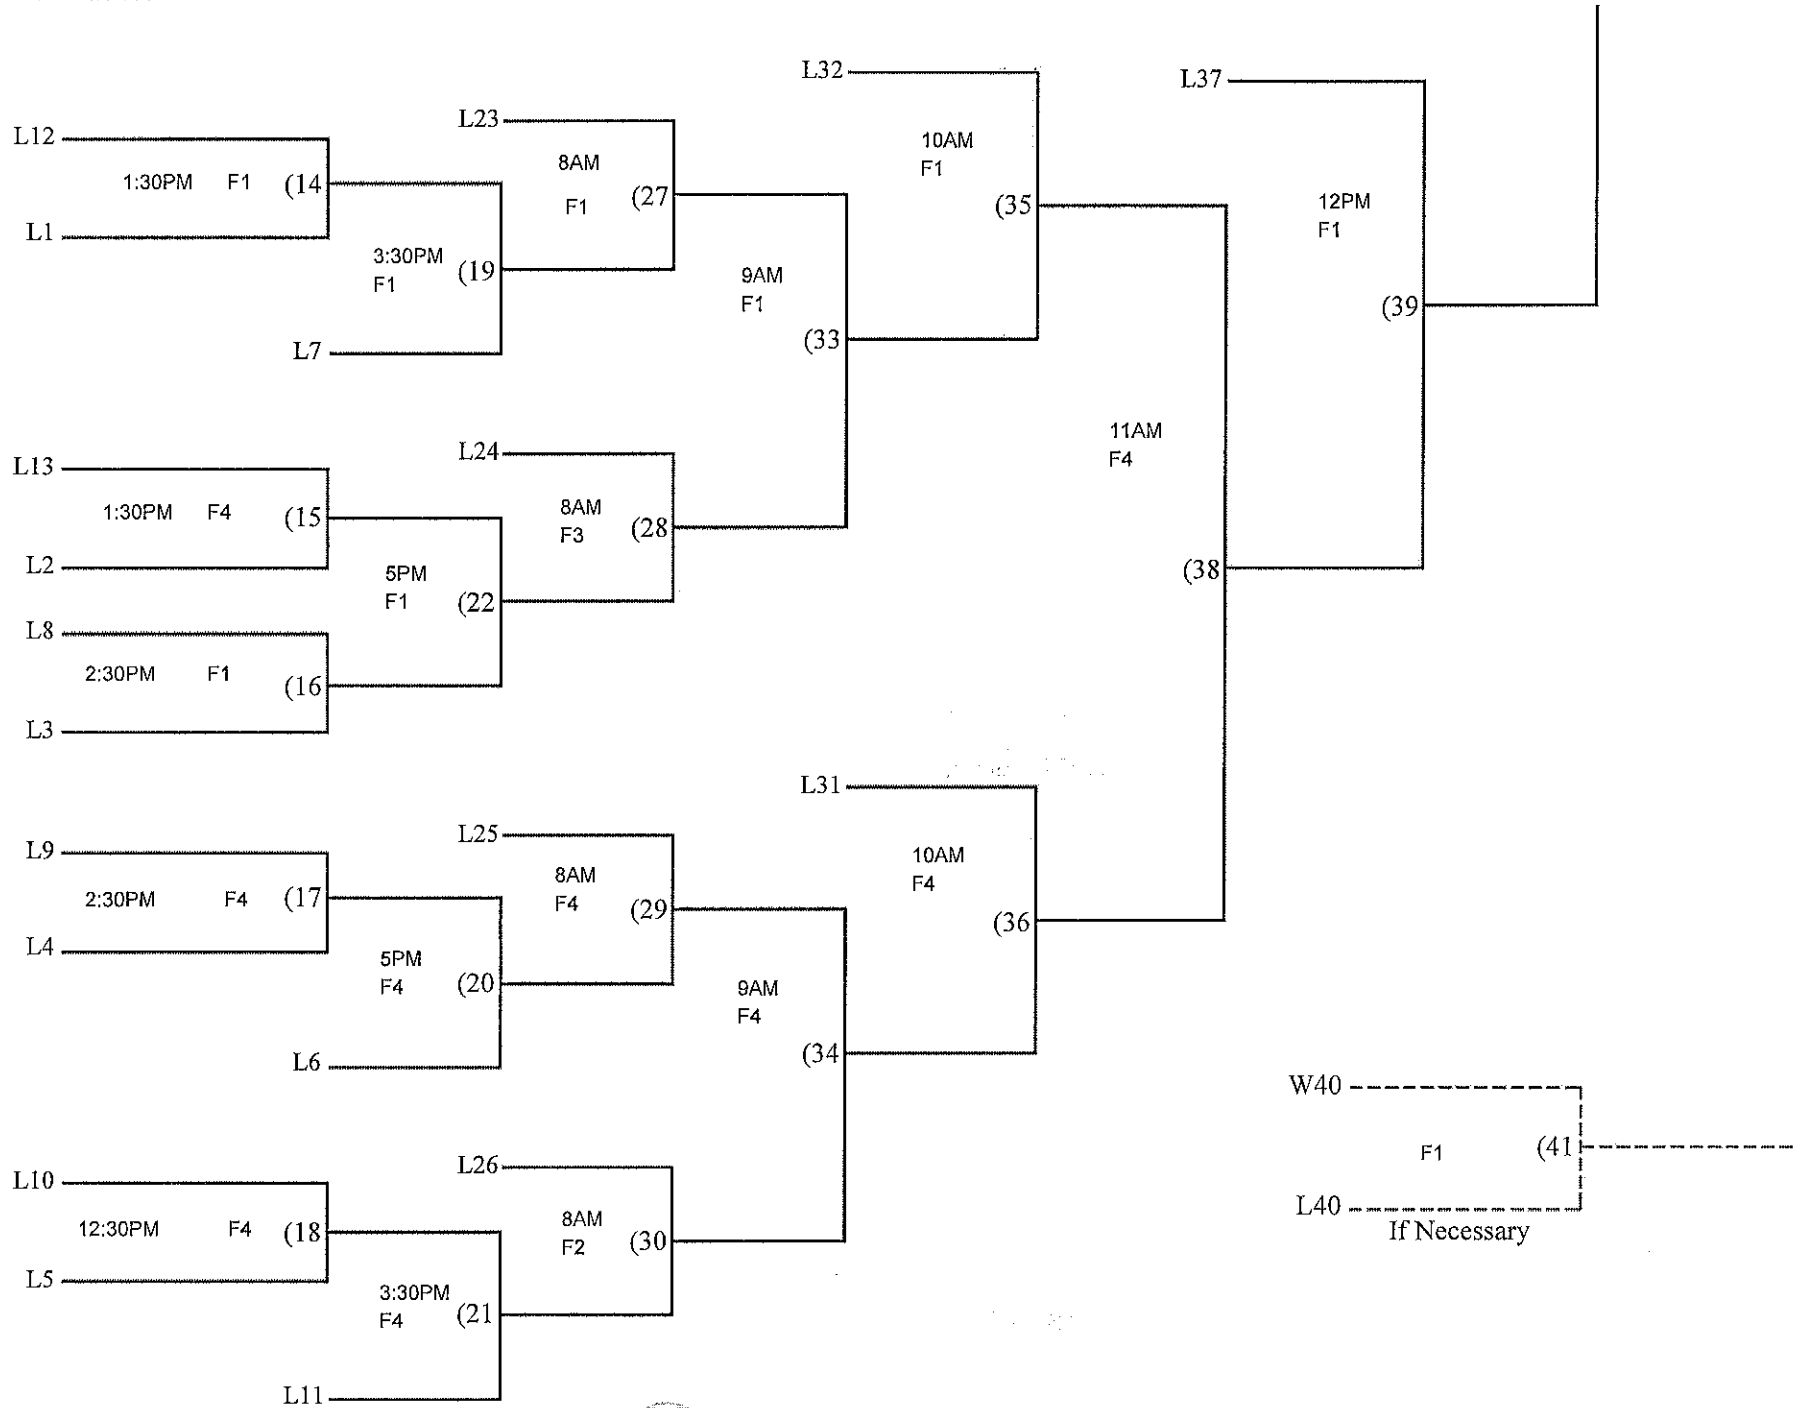 L32
L37
L23
L12
10AM
F1
8AM
1:30PM F1 (14
F1
(27
12PM
F1
(35
L1
3:30PM
F1
(19
9AM
F1
(39
(33
L7
L24
11AM
F4
L13
8AM
F3
1:30PM F4 (15
(28
L2
5PM
F1
(22
(38
L8
2:30PM F1 (16
L3
L31
L25
L9
10AM
F4
8AM
F4
2:30PM F4 (17
(29
(36
L4
5PM
F4
(20
9AM
F4
(34
L6
W40
F1 (41
L40
If Necessary
L26
L10
8AM
F2
12:30PM F4 (18
(30
L5
3:30PM
F4
(21
L11